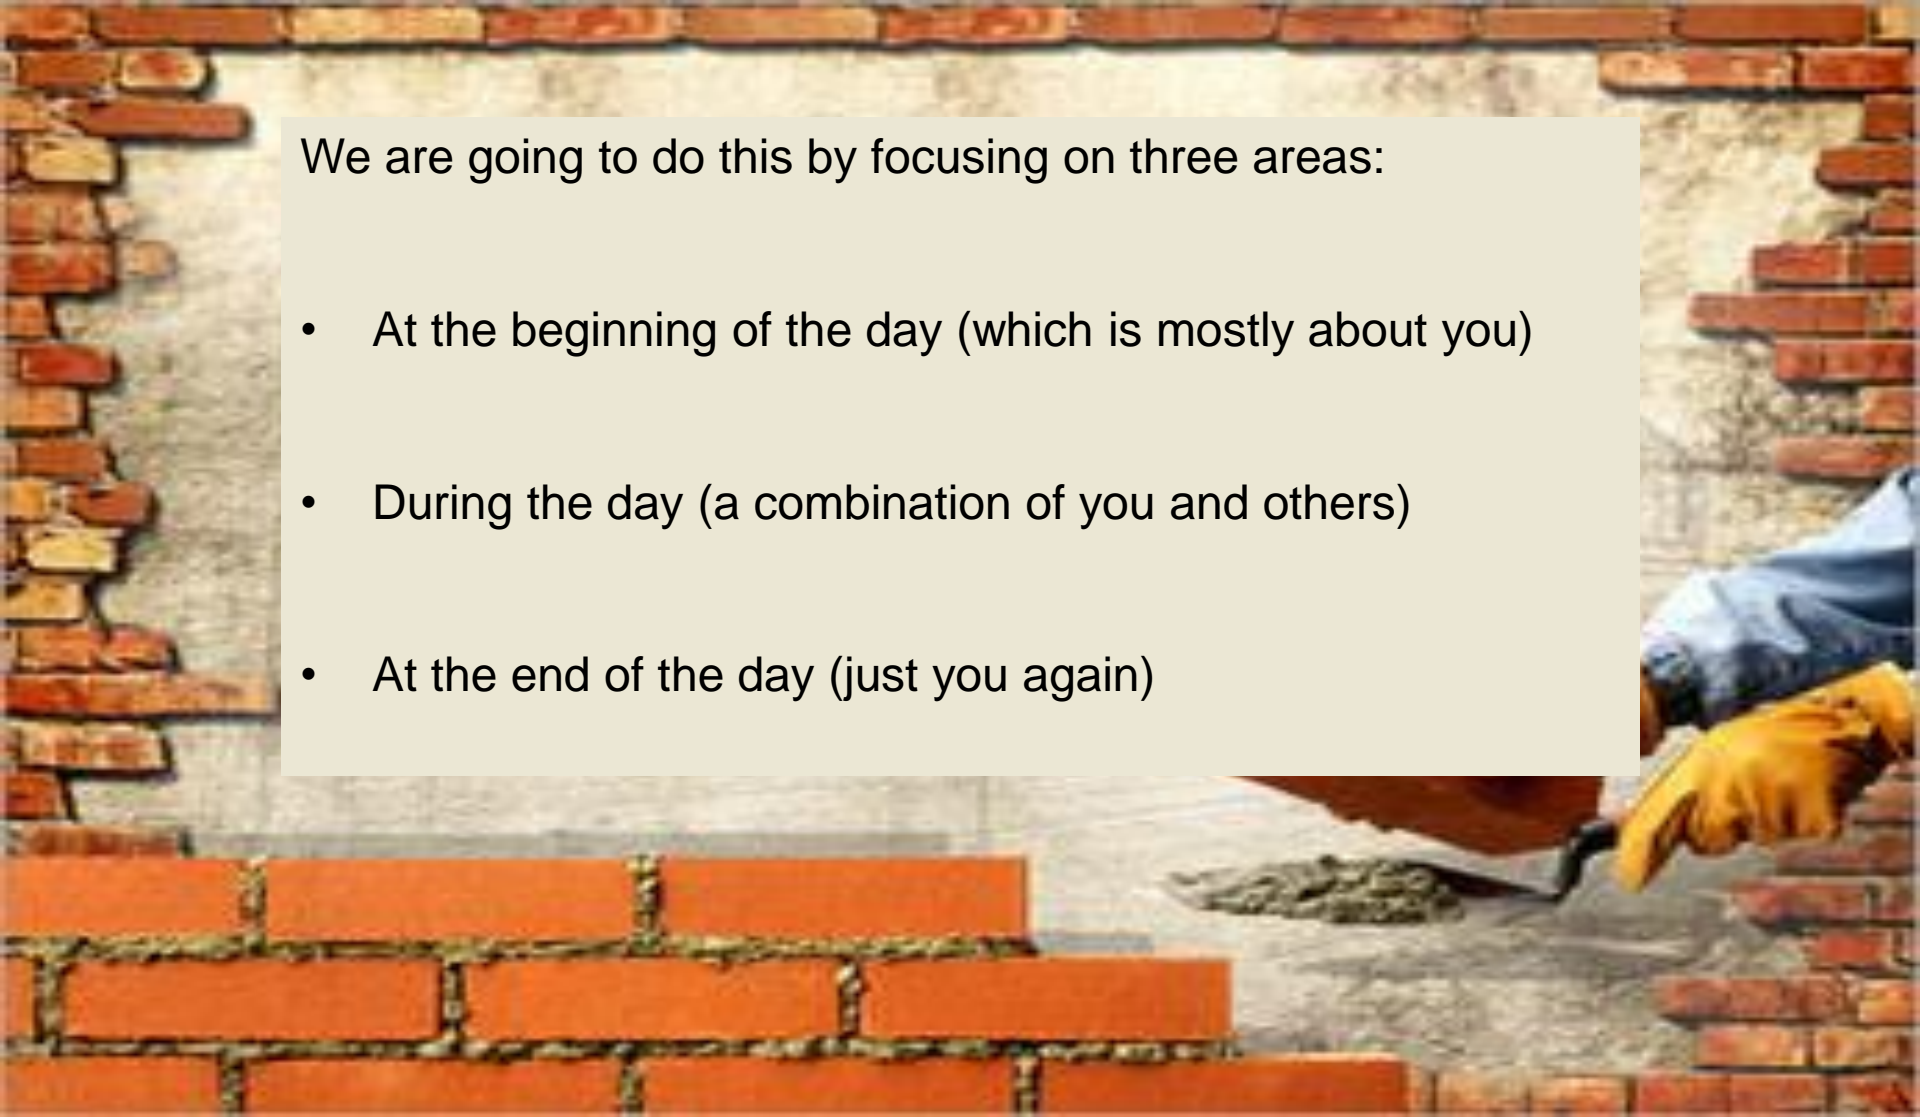 We are going to do this by focusing on three areas:
• At the beginning of the day (which is mostly about you)
• During the day (a combination of you and others)
• At the end of the day (just you again)